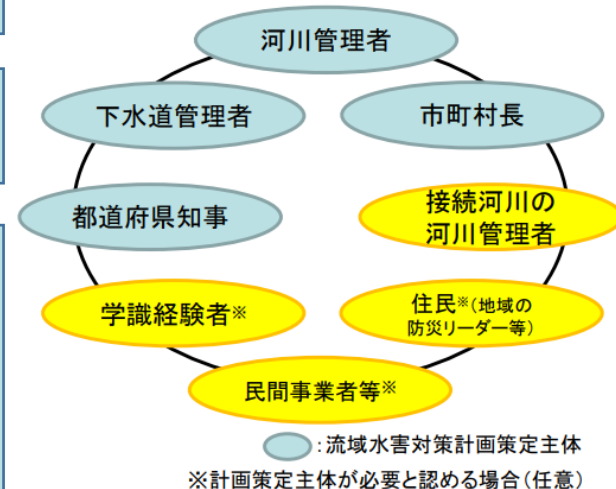 河川管理者
下水道管理者
市町村長
都道府県知事
接続河川の
河川管理者
学識経験者※
住民※(地域の
防災リーダー等)
民間事業者等※
:流域水害対策計画策定主体
※計画策定主体が必要と認める場合(任意)